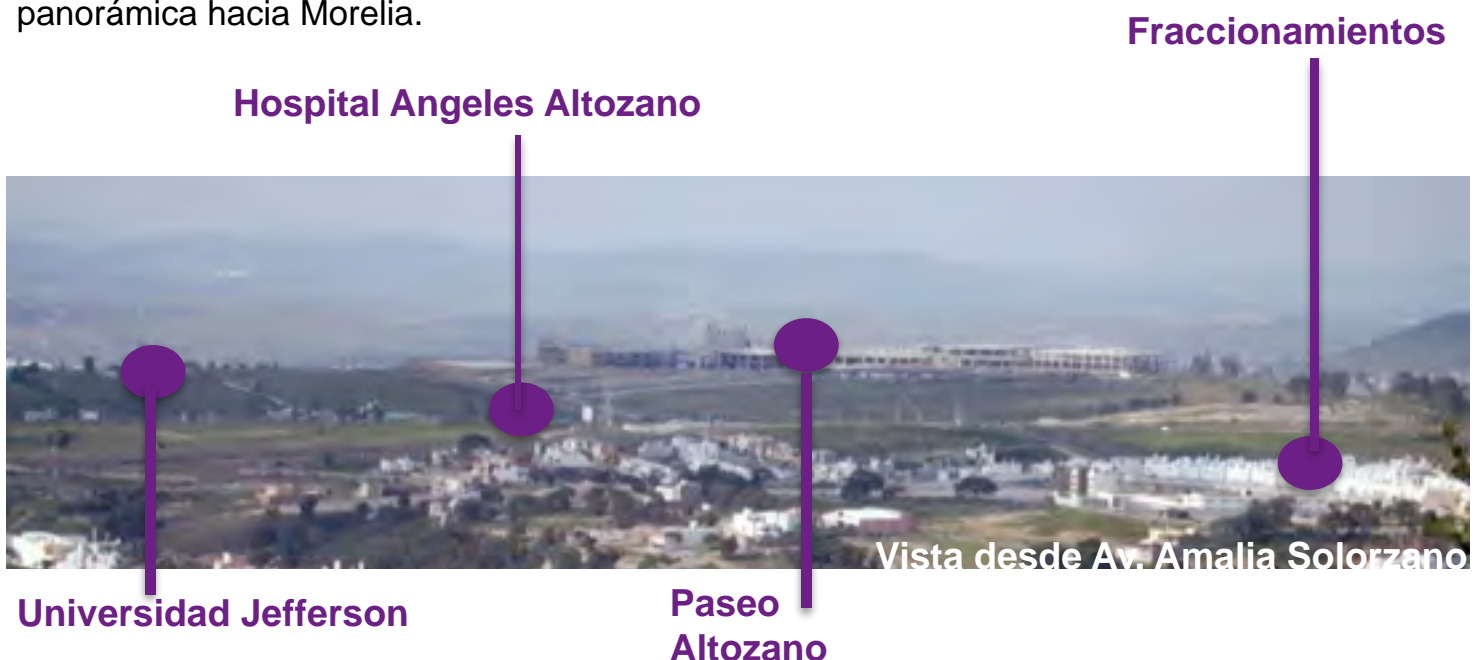 panorámica hacia Morelia.
Fraccionamientos
Hospital Angeles Altozano
Vista desde Av. Amalia Solorzano
Universidad Jefferson
Paseo
Altozano